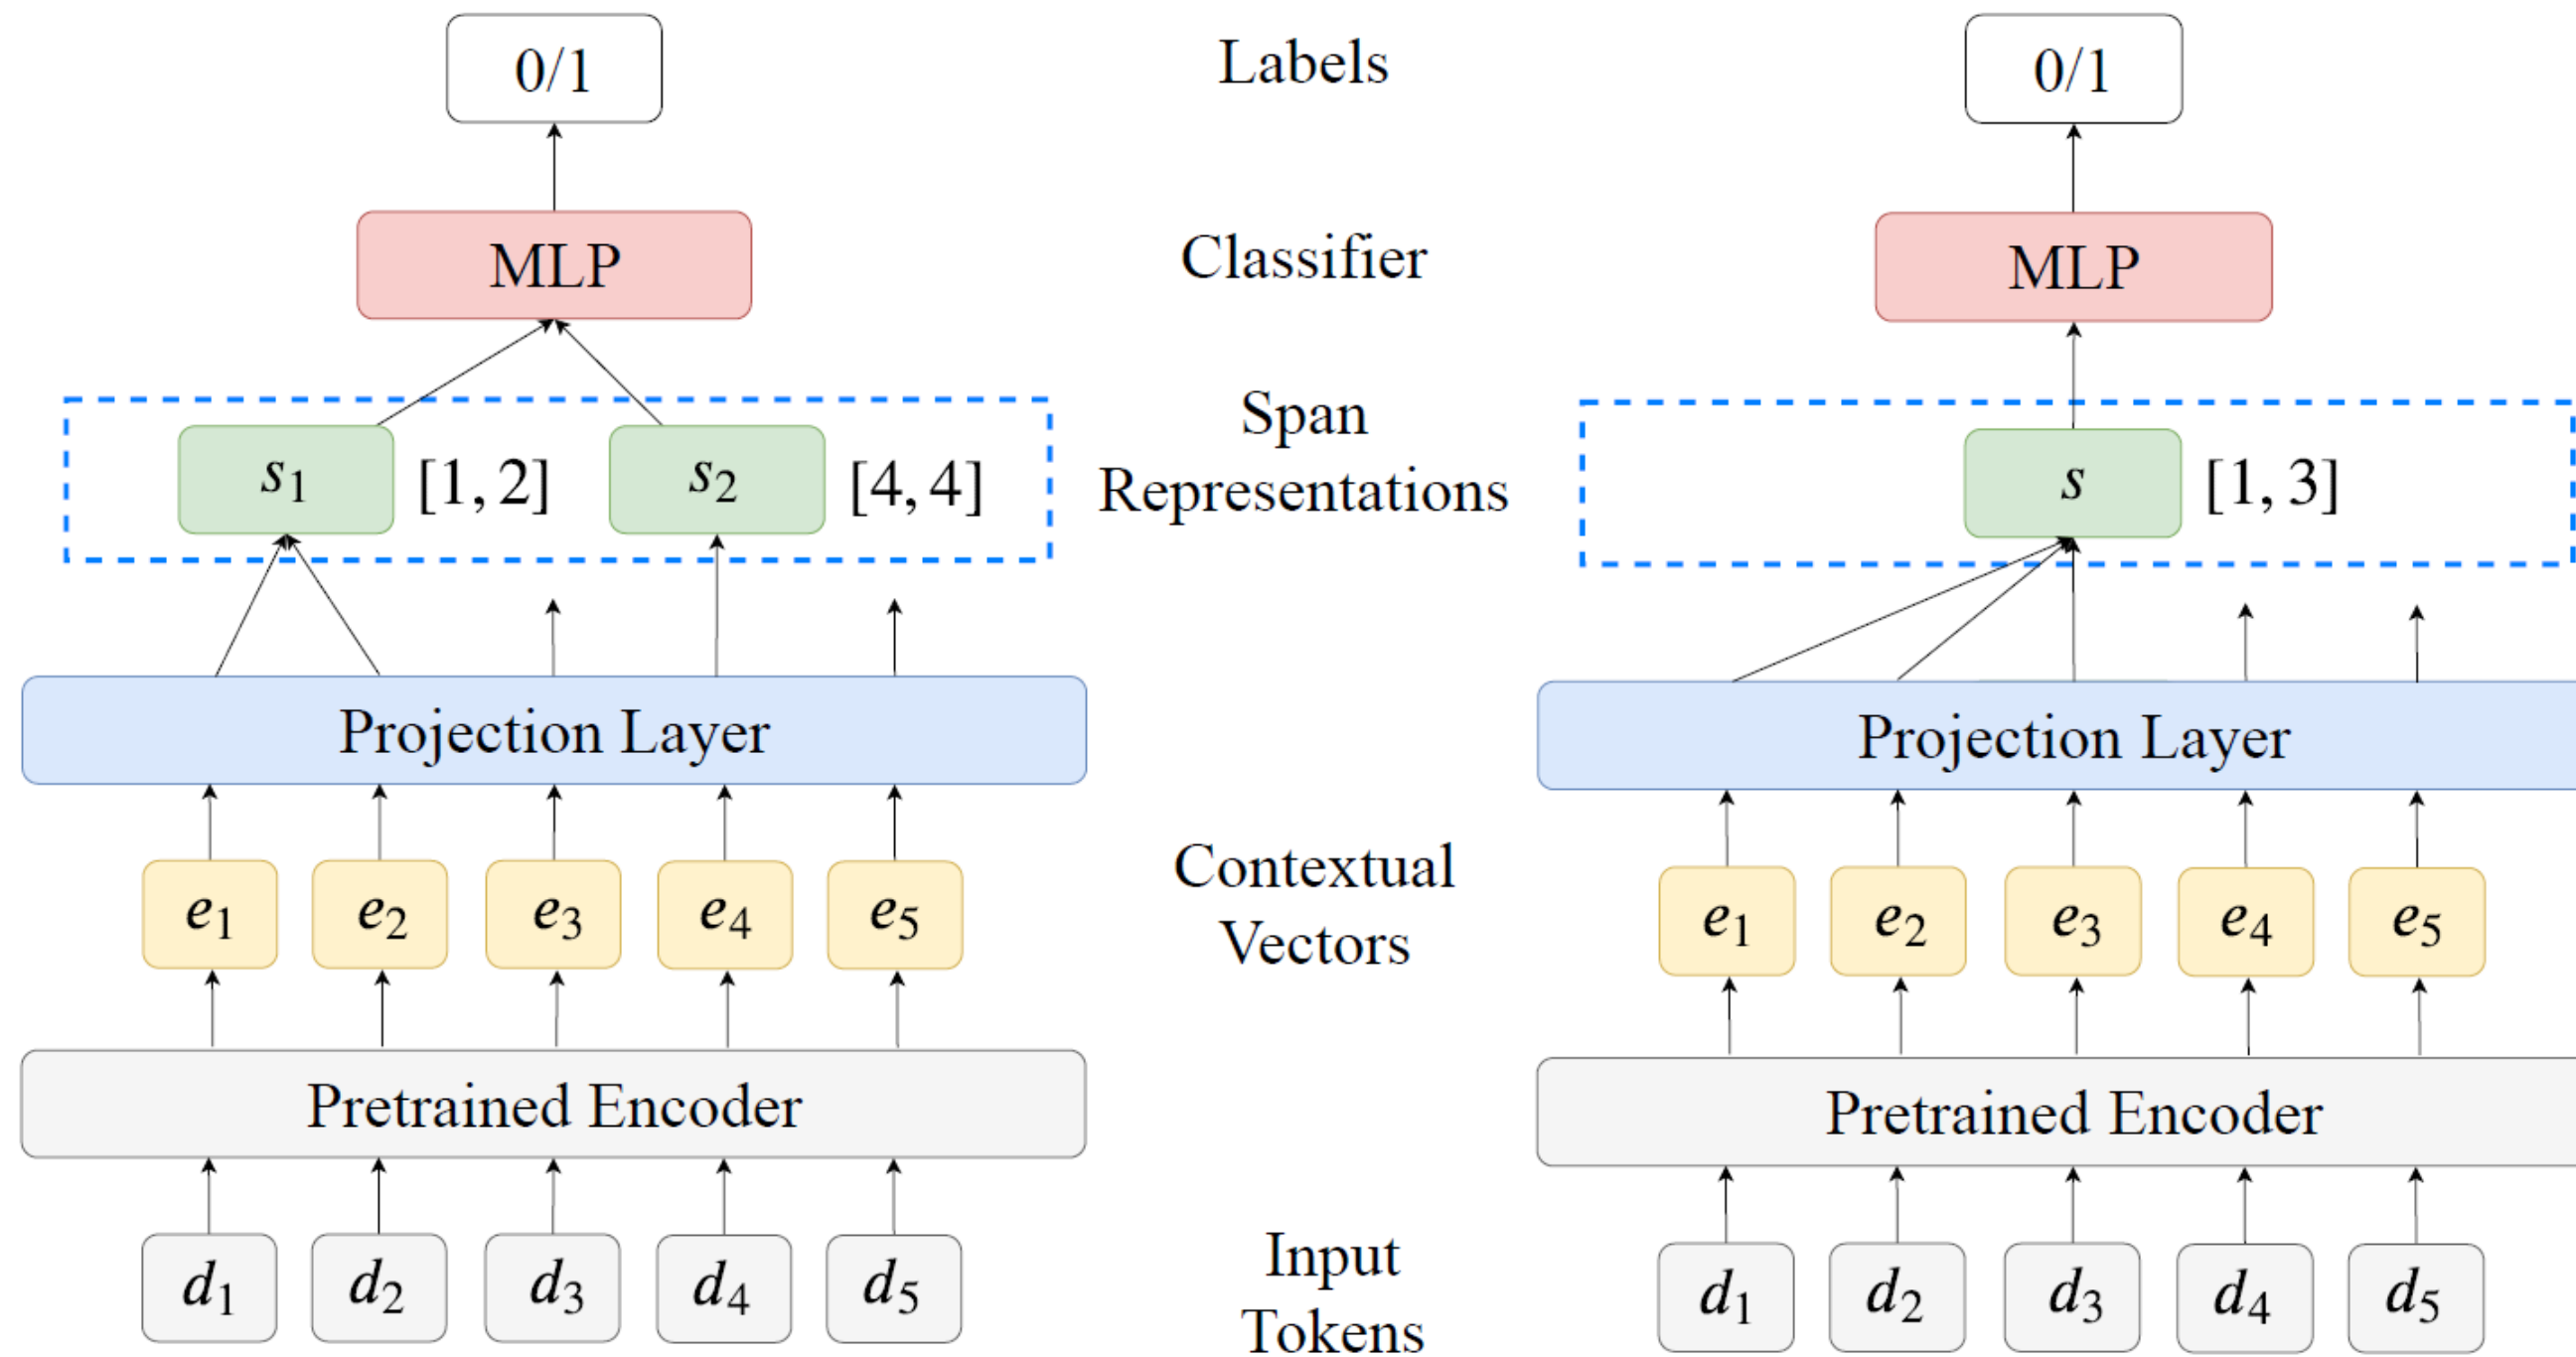 0/1
Labels
0/1
MLP
Classifier
MLP
Span
Representations
s1 [1, 2] s2 [4, 4]
s [1, 3]
Projection Layer
Projection Layer
Contextual
Vectors
e1 e2 e3 e4 e5
e1 e2 e3 e4 e5
Pretrained Encoder
Pretrained Encoder
Input
Tokens
d1 d2 d3 d4 d5
d1 d2 d3 d4 d5